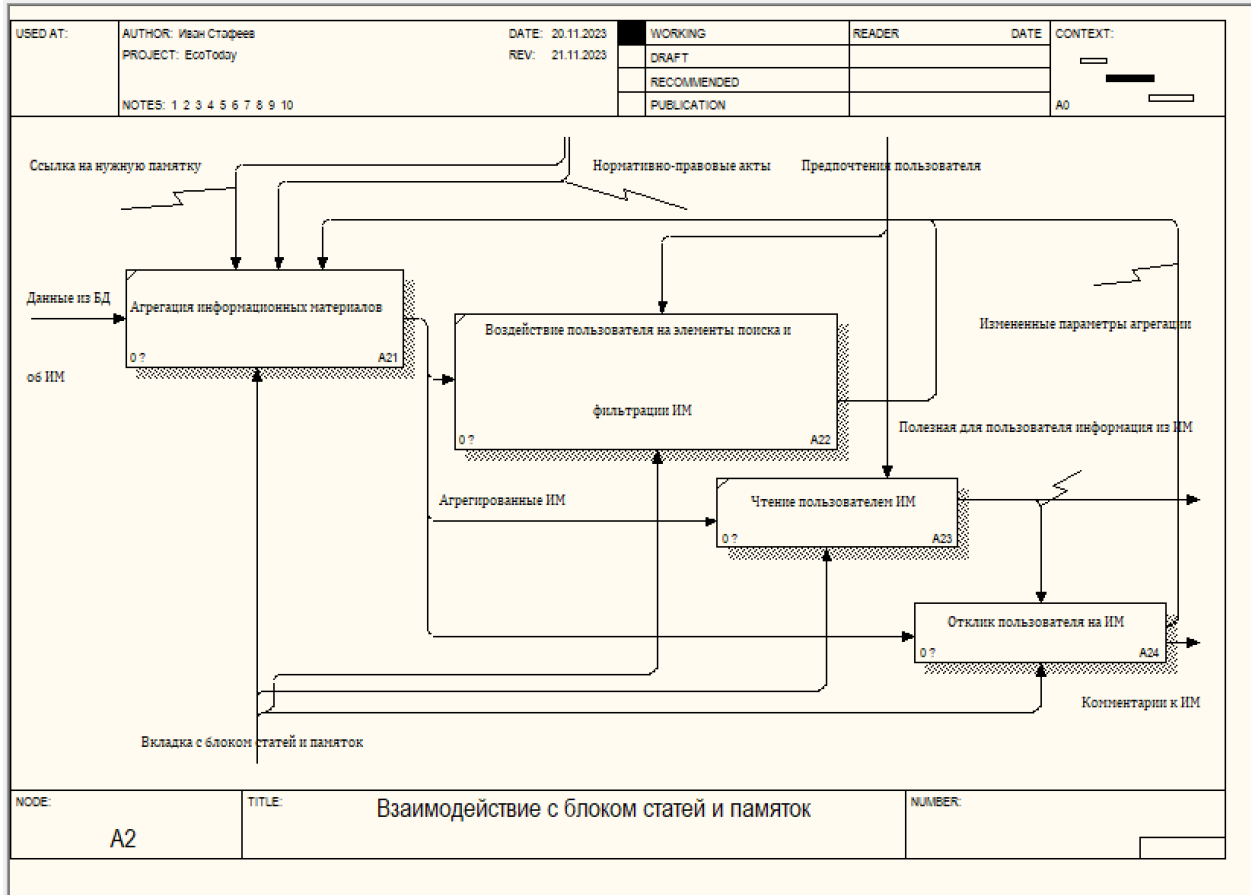 USED AT:
AUTHOR: Иван Стафеев
DATE: 20.11.2023
PROJECT: EcoToday
REV: 21.11.2023
NOTES: 1 2 3 4 5 6 7 8 9 10
WORKING
DRAFT
RECOMMENDED
PUBLICATION
READER
DATE
CONTEXT:
A0
Ссылка на нужную памятку
Нормативно-правовые акты
Предпочтения пользователя
Данные из БД
об ИМ
Агрегация информационных материалов
0 ?
A21
Воздействие пользователя на элементы поиска и
фильтрации ИМ
0 ?
A22
Измененные параметры агрегации
Полезная для пользователя информация из ИМ
Агрегированные ИМ
Чтение пользователем ИМ
0 ?
A23
Отклик пользователя на ИМ
0 ?
A24
Комментарии к ИМ
Вкладка с блоком статей и памяток
NODE:
A2
TITLE:
Взаимодействие с блоком статей и памяток
NUMBER: